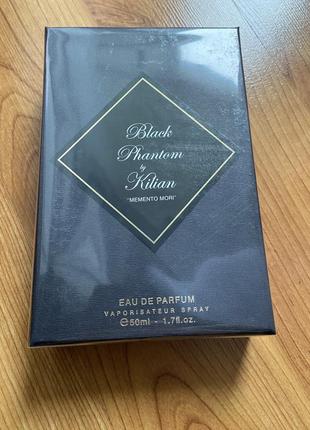 Black
Phantom
by
Kilian
"MEMENTO MORI"
EAU DE PARFUM
VAPORISATEUR SPRAY
℮50ml - 1.7fl.oz.